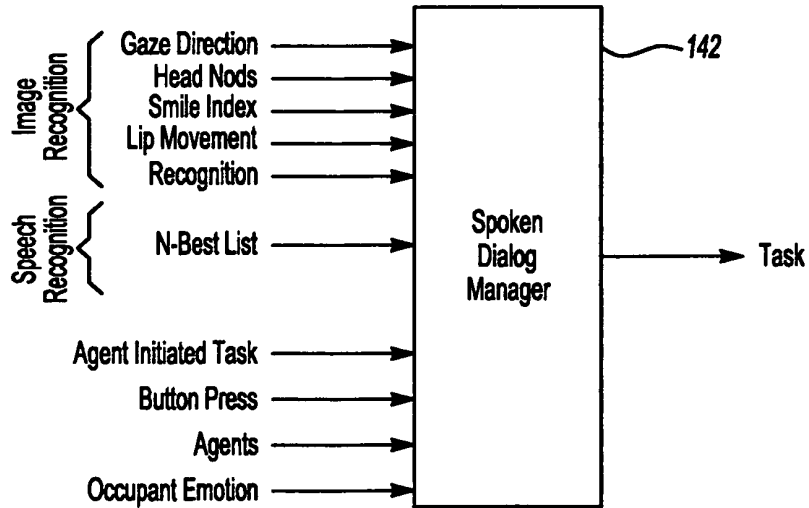 Image
Recognition
Gaze Direction
Head Nods
Smile Index
Lip Movement
Recognition
Speech
Recognition
N-Best List
Agent Initiated Task
Button Press
Agents
Occupant Emotion
Spoken
Dialog
Manager
142
Task